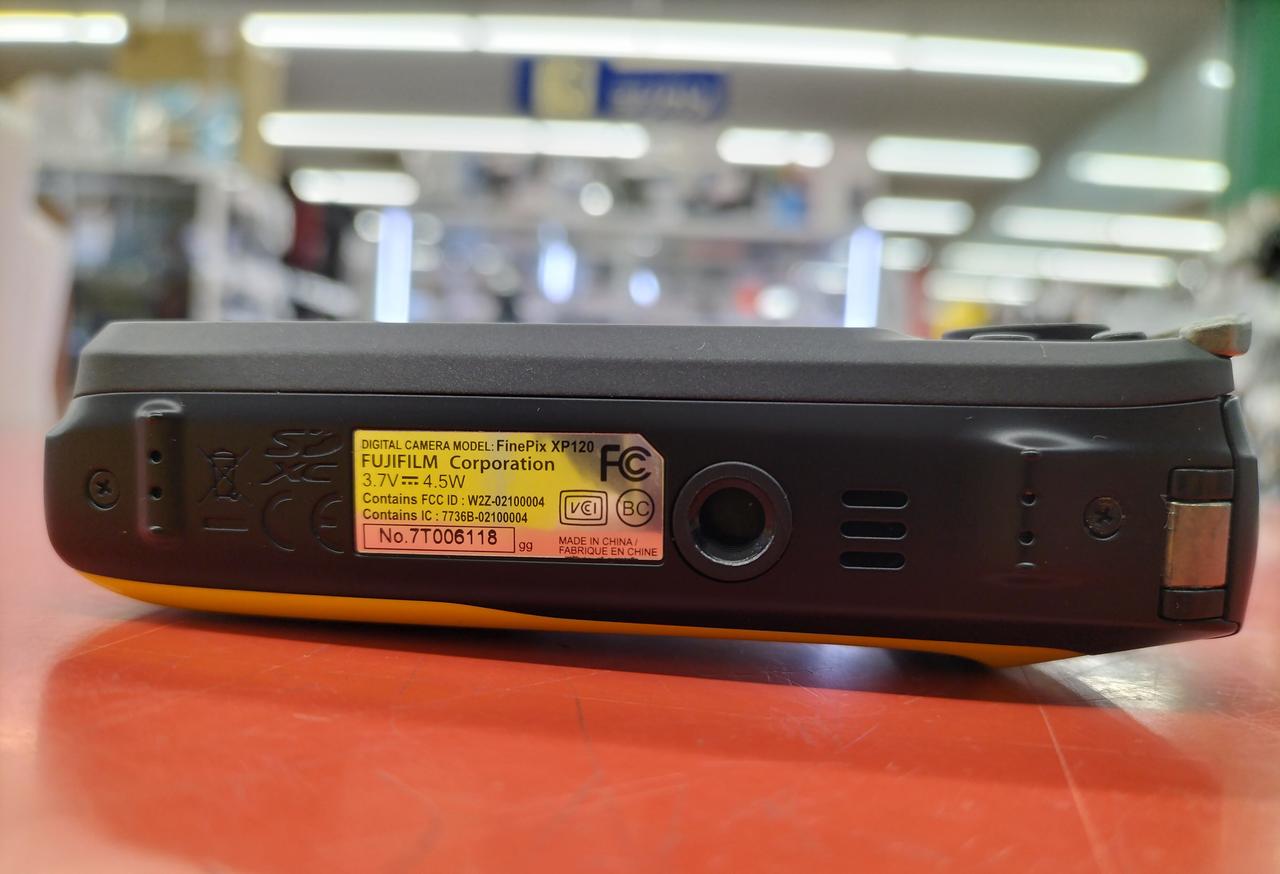 SD
XC
CE
DIGITAL CAMERA MODEL: FinePix XP120
FUJIFILM Corporation
3.7V⎓ 4.5W
Contains FCC ID : W2Z-02100004
Contains IC : 7736B-02100004
No.7T006118 gg
FC
VCI BC
MADE IN CHINA /
FABRIQUE EN CHINE